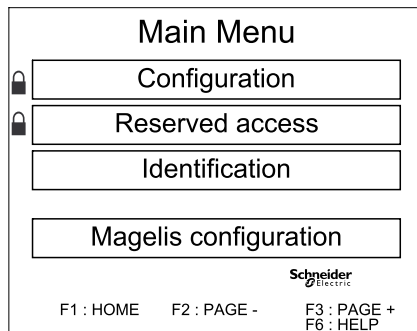 Main Menu
Configuration
Reserved access
Identification
Magelis configuration
Schneider
Electric
F1 : HOME F2 : PAGE - F3 : PAGE +
F6 : HELP